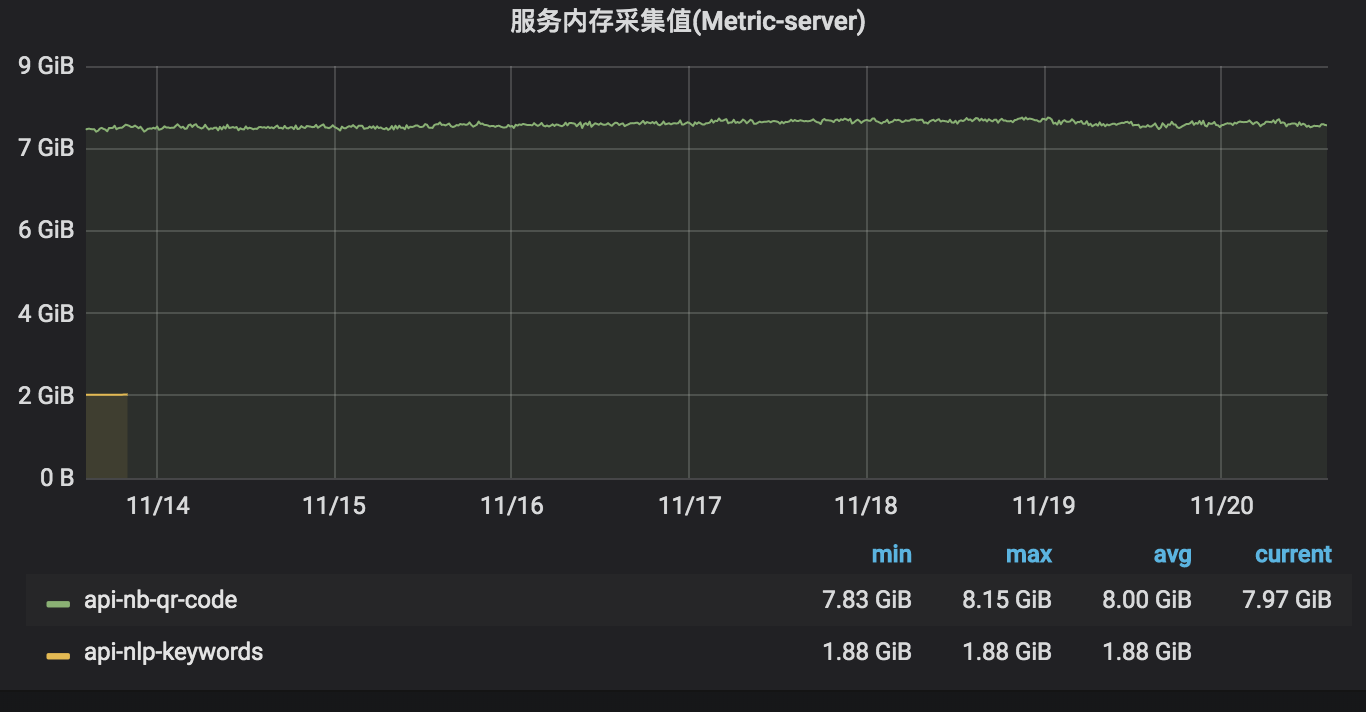 服务内存采集值(Metric-server)
9 GiB
7 GiB
6 GiB
4 GiB
2 GiB
0 B
11/14 11/15 11/16 11/17 11/18 11/19 11/20
min max avg current
api-nb-qr-code 7.83 GiB 8.15 GiB 8.00 GiB 7.97 GiB
api-nlp-keywords 1.88 GiB 1.88 GiB 1.88 GiB